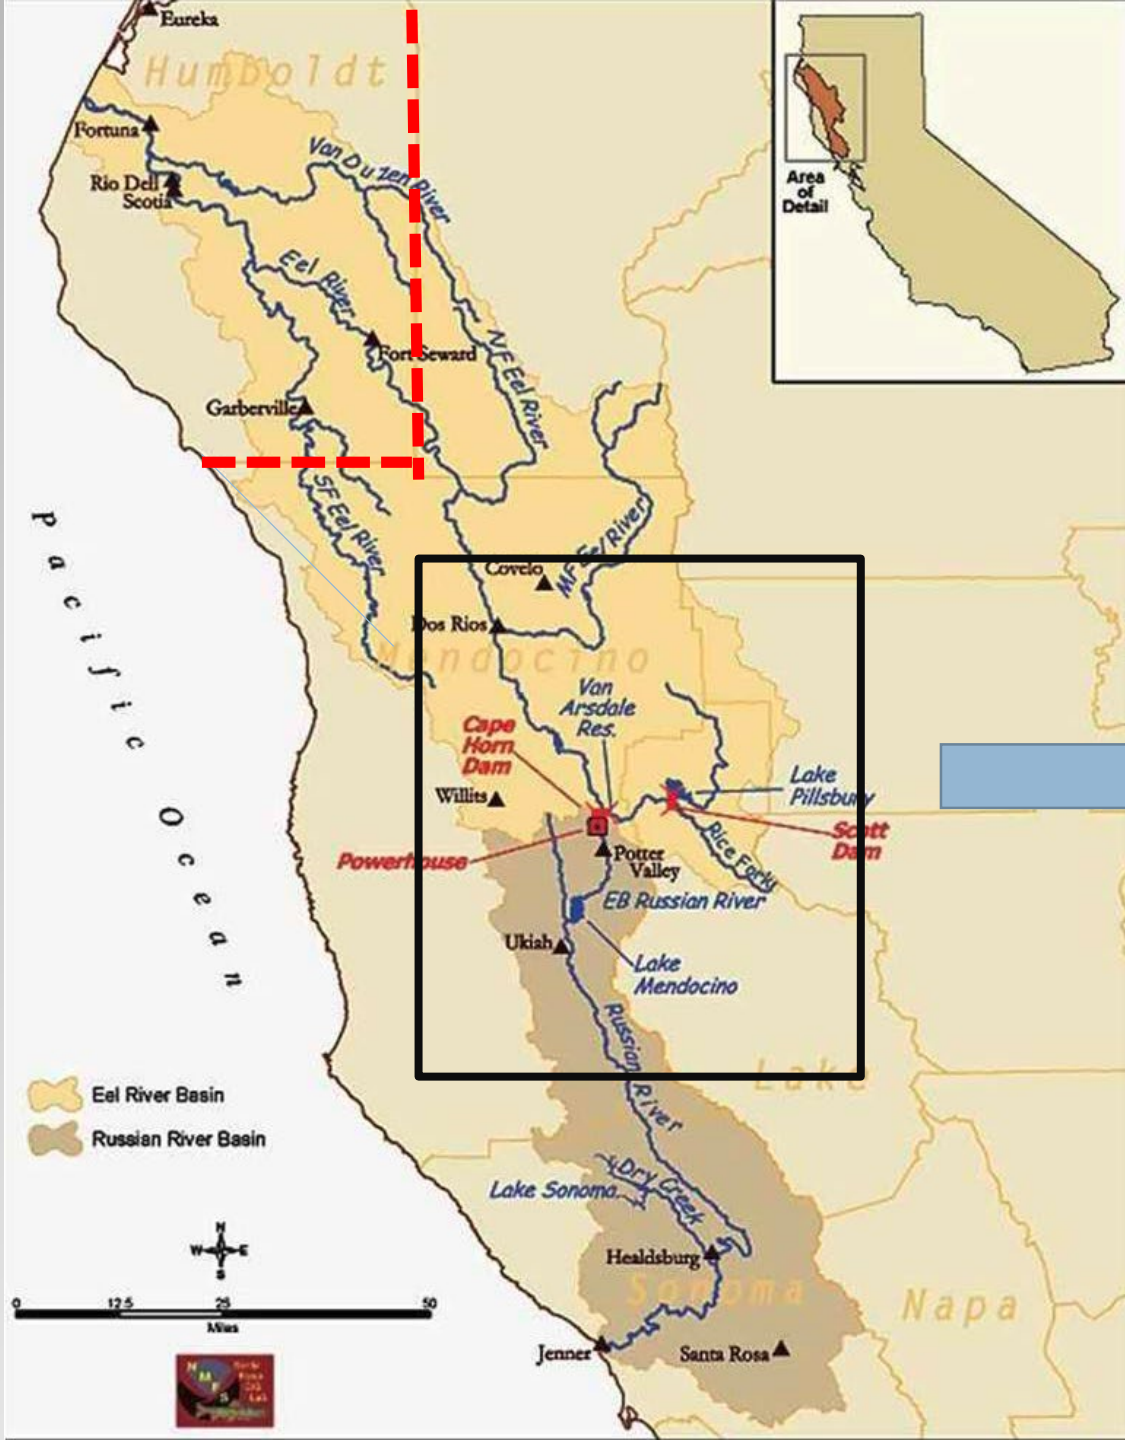 Eureka
Humboldt
Fortuna
Van Duzen River
Rio Dell
Scotia
Area
of
Detail
Eel River
Fort Seward
NF Eel River
Garberville
SF Eel River
Pacific Ocean
MF Eel River
Covelo
Dos Rios
Mendocino
Van
Arsdale
Res.
Cape
Horn
Dam
Lake
Pillsbury
Willits
Scott
Dam
Rice Fork
Powerhouse
Potter
Valley
EB Russian River
Ukiah
Lake
Mendocino
Russian River
Lake
Eel River Basin
Russian River Basin
Dry Creek
Lake Sonoma
N
W E
S
Healdsburg
Sonoma
Napa
0 12.5 25 50
Miles
Jenner
Santa Rosa
N
M
F
S